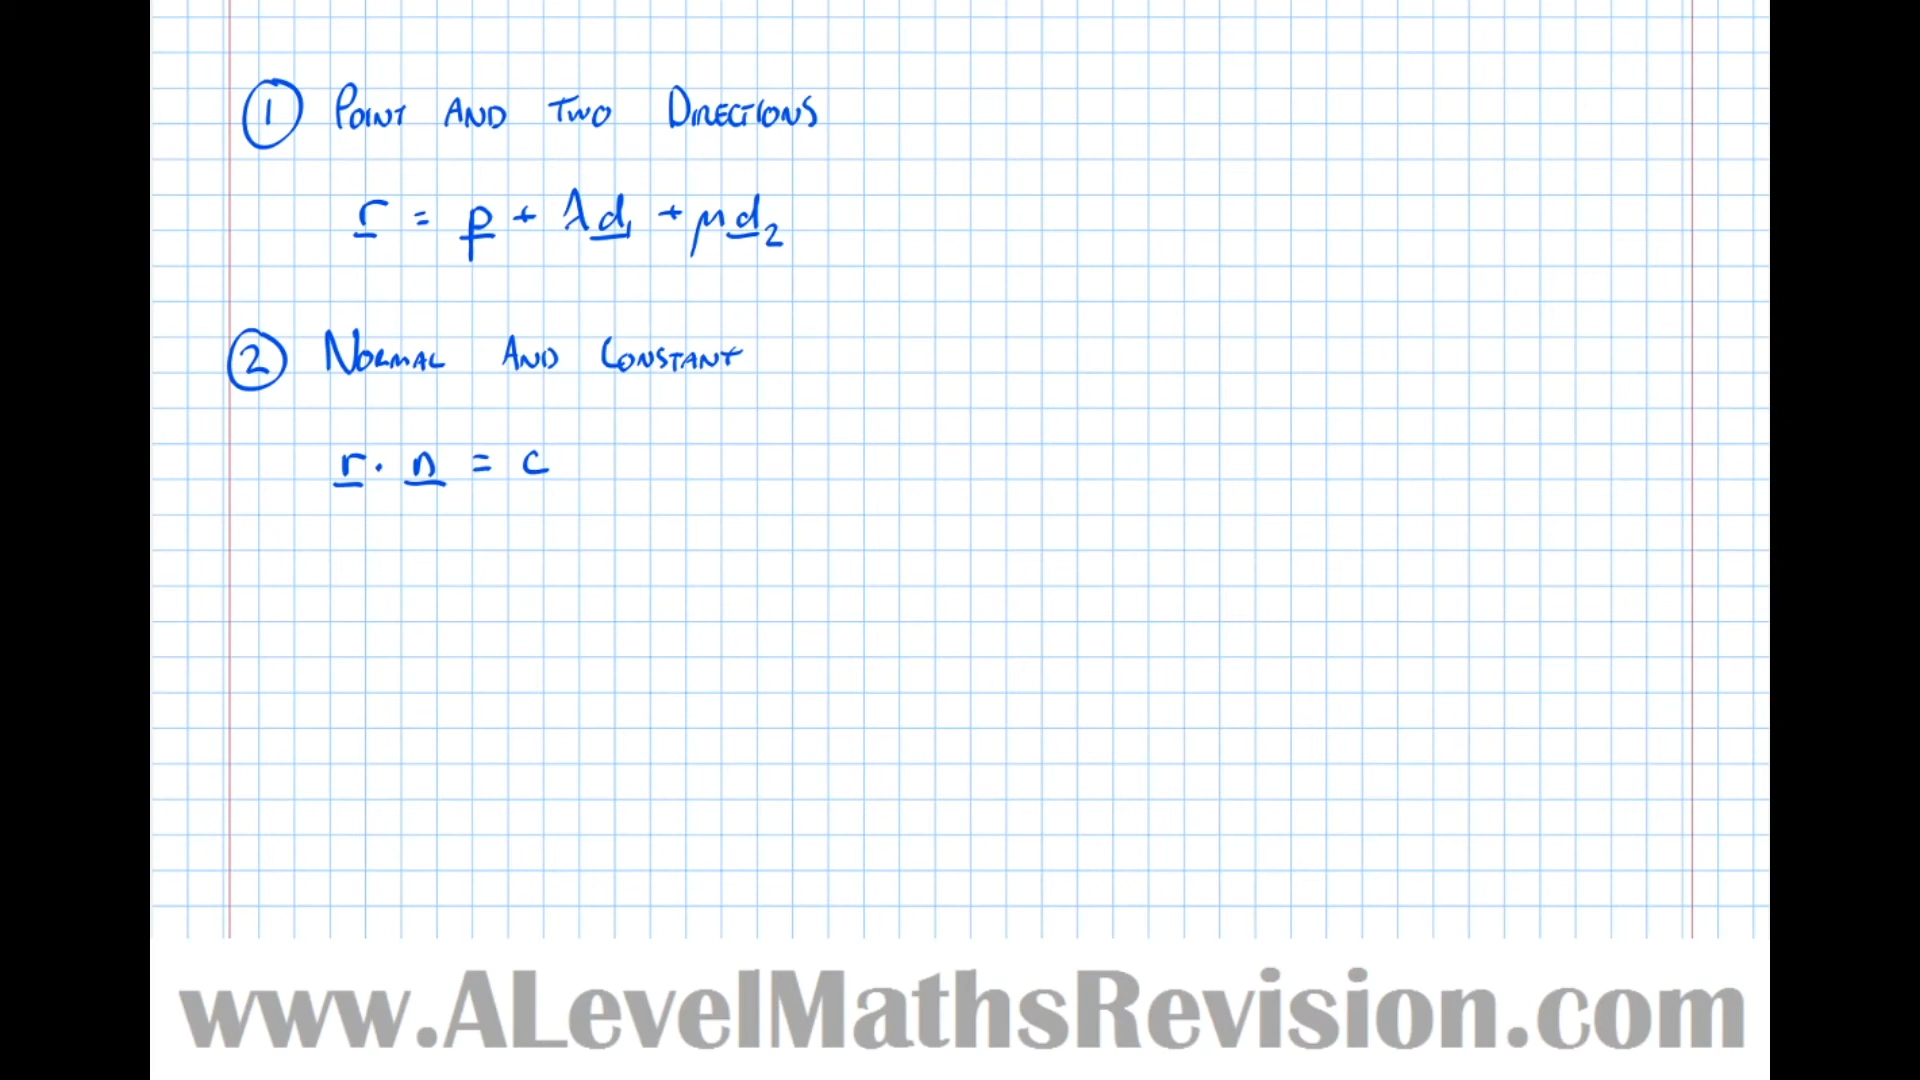 ① Point and Two Directions
r = p + λd₁ + μd₂
② Normal and Constant
r . n = c
www.ALevelMathsRevision.com